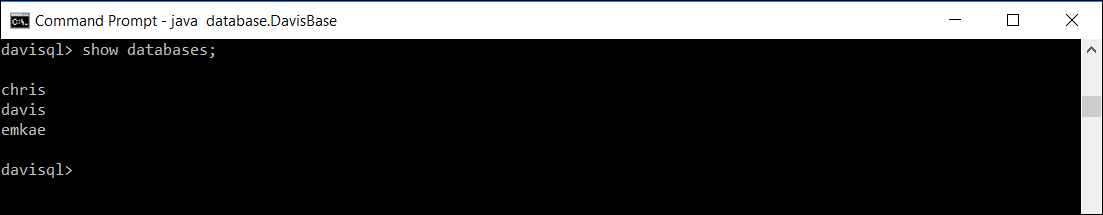 Command Prompt - java  database.DavisBase
davisql> show databases;
chris
davis
emkae
davisql>